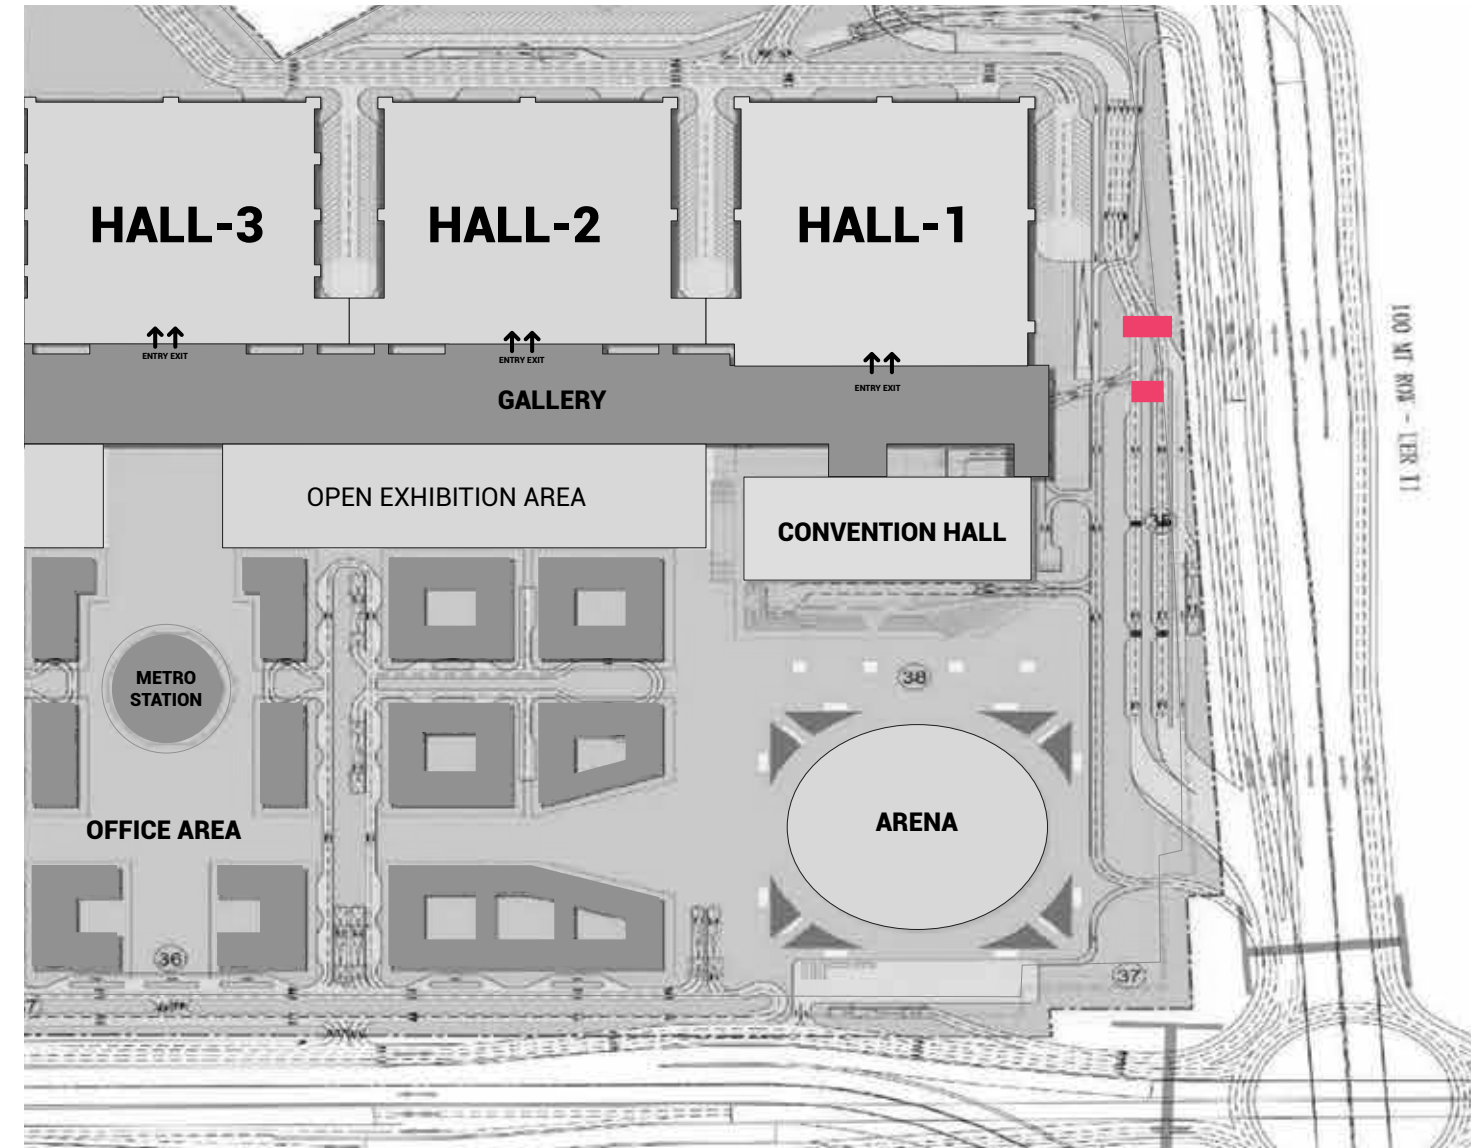 HALL-3
HALL-2
HALL-1
ENTRY EXIT
ENTRY EXIT
ENTRY EXIT
GALLERY
OPEN EXHIBITION AREA
CONVENTION HALL
METRO
STATION
38
ARENA
OFFICE AREA
36
37